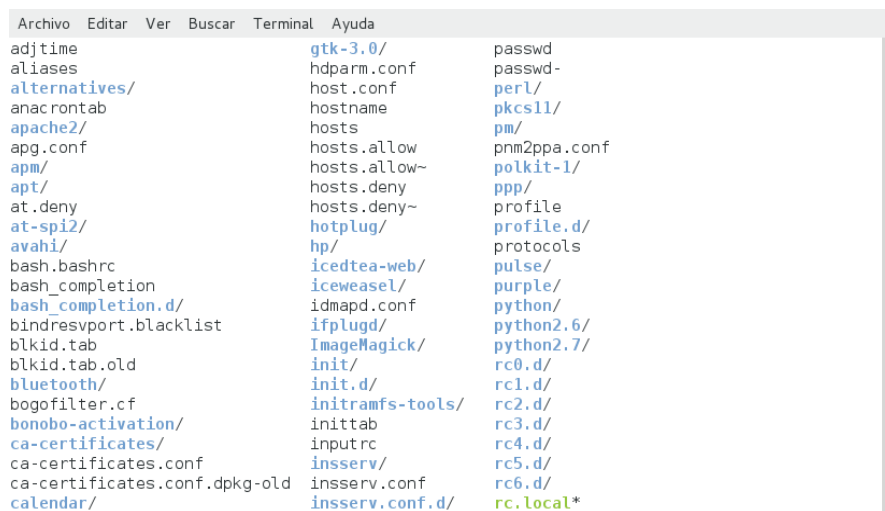 Archivo Editar Ver Buscar Terminal Ayuda
adjtime gtk-3.0/ passwd
aliases hdparm.conf passwd-
alternatives/ host.conf perl/
anacrontab hostname pkcs11/
apache2/ hosts pm/
apg.conf hosts.allow pnm2ppa.conf
apm/ hosts.allow~ polkit-1/
apt/ hosts.deny ppp/
at.deny hosts.deny~ profile
at-spi2/ hotplug/ profile.d/
avahi/ hp/ protocols
bash.bashrc icedtea-web/ pulse/
bash_completion iceweasel/ purple/
bash_completion.d/ idmapd.conf python/
bindresvport.blacklist ifplugd/ python2.6/
blkid.tab ImageMagick/ python2.7/
blkid.tab.old init/ rc0.d/
bluetooth/ init.d/ rc1.d/
bogofilter.cf initramfs-tools/ rc2.d/
bonobo-activation/ inittab rc3.d/
ca-certificates/ inputrc rc4.d/
ca-certificates.conf insserv/ rc5.d/
ca-certificates.conf.dpkg-old insserv.conf rc6.d/
calendar/ insserv.conf.d/ rc.local*